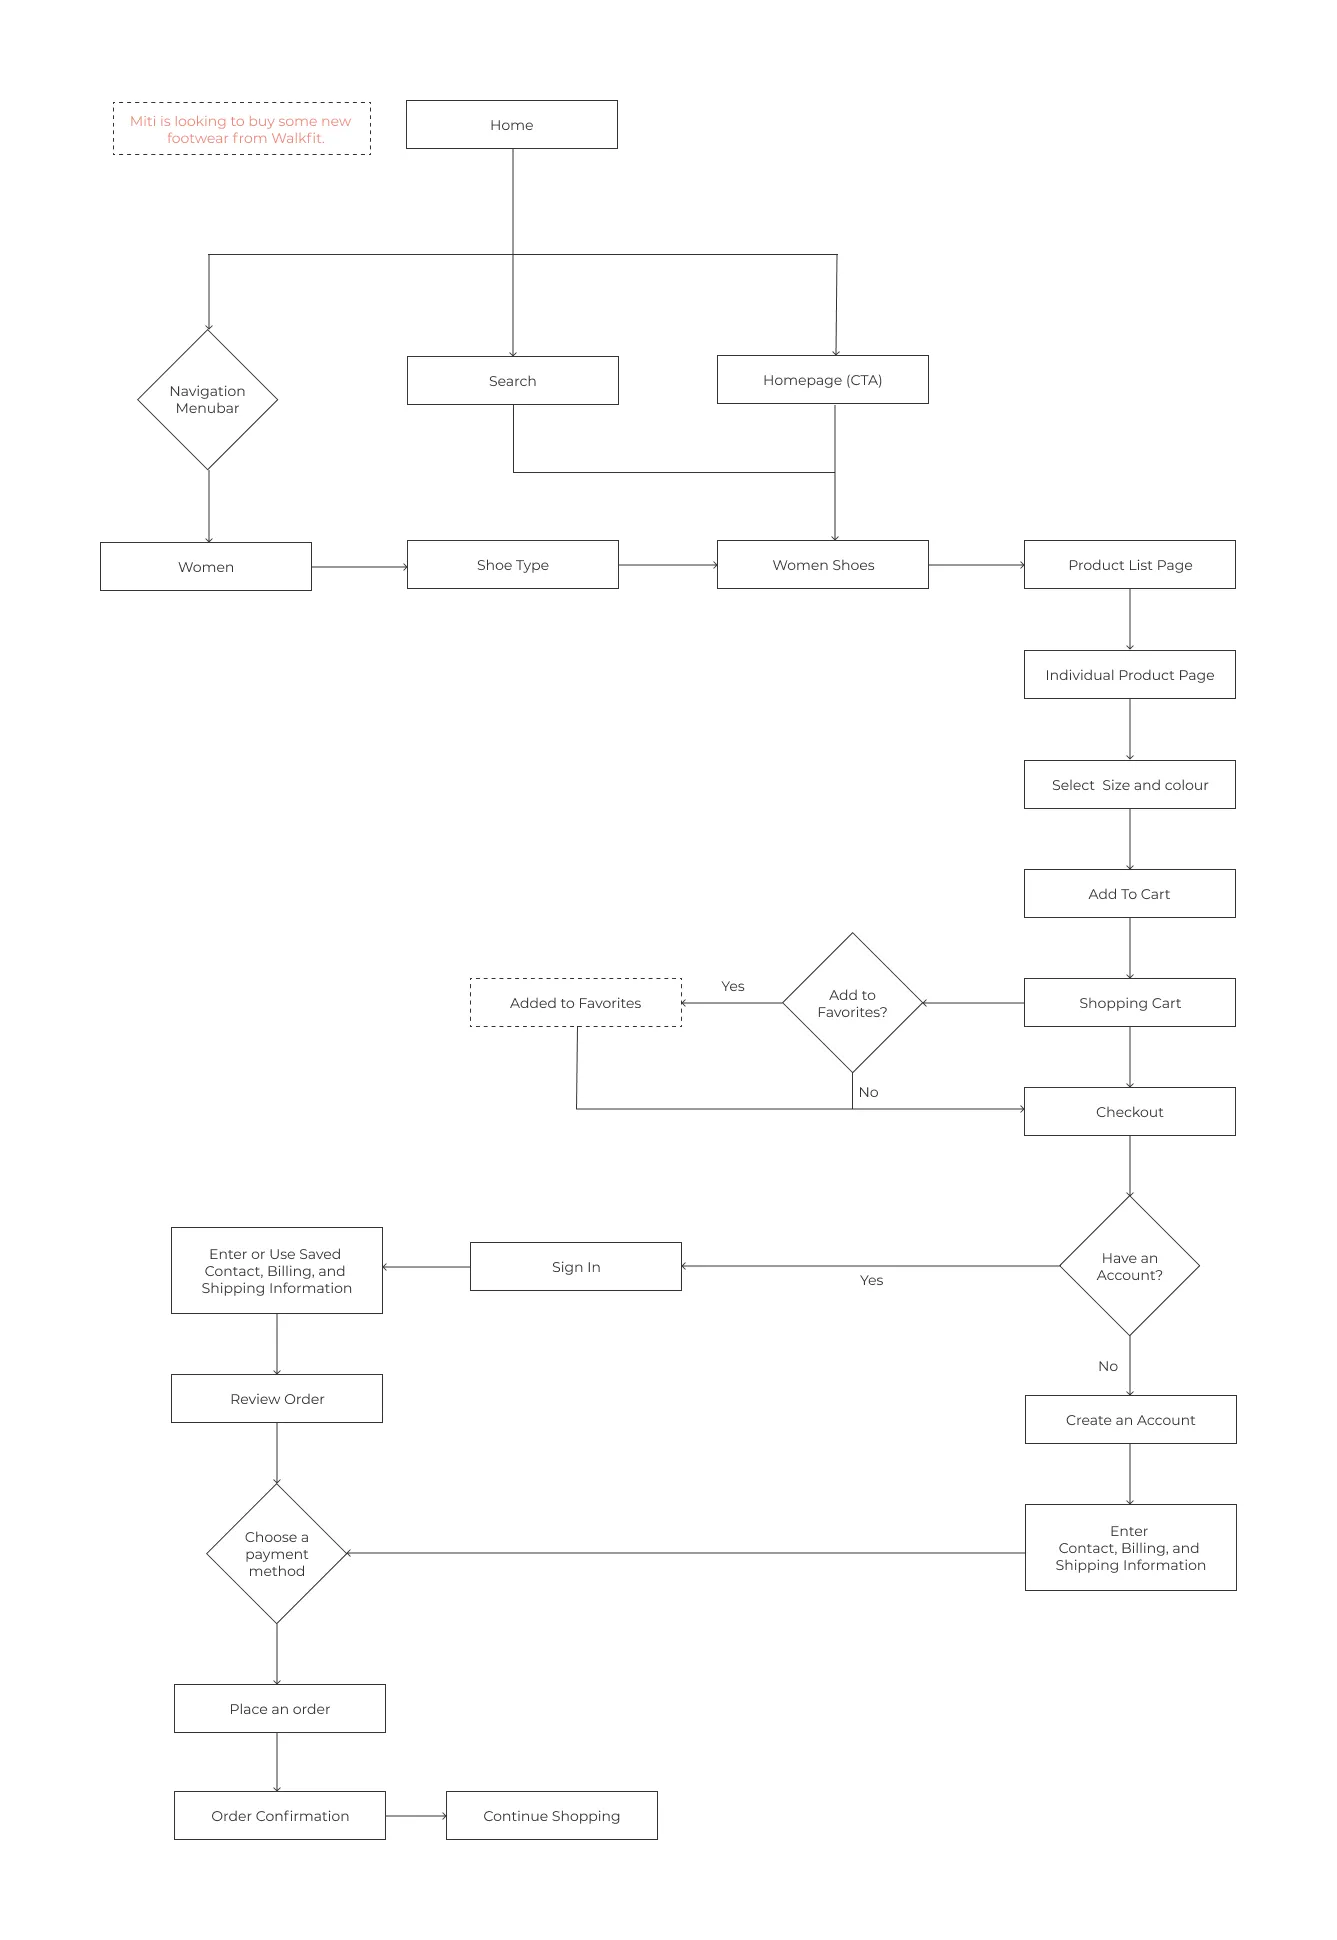 Miti is looking to buy some new
footwear from Walkfit.
Home
Navigation
Menubar
Search
Homepage (CTA)
Women
Shoe Type
Women Shoes
Product List Page
Individual Product Page
Select  Size and colour
Add To Cart
Added to Favorites
Yes
Add to
Favorites?
Shopping Cart
No
Checkout
Enter or Use Saved
Contact, Billing, and
Shipping Information
Sign In
Yes
Have an
Account?
No
Review Order
Create an Account
Choose a
payment
method
Enter
Contact, Billing, and
Shipping Information
Place an order
Order Confirmation
Continue Shopping